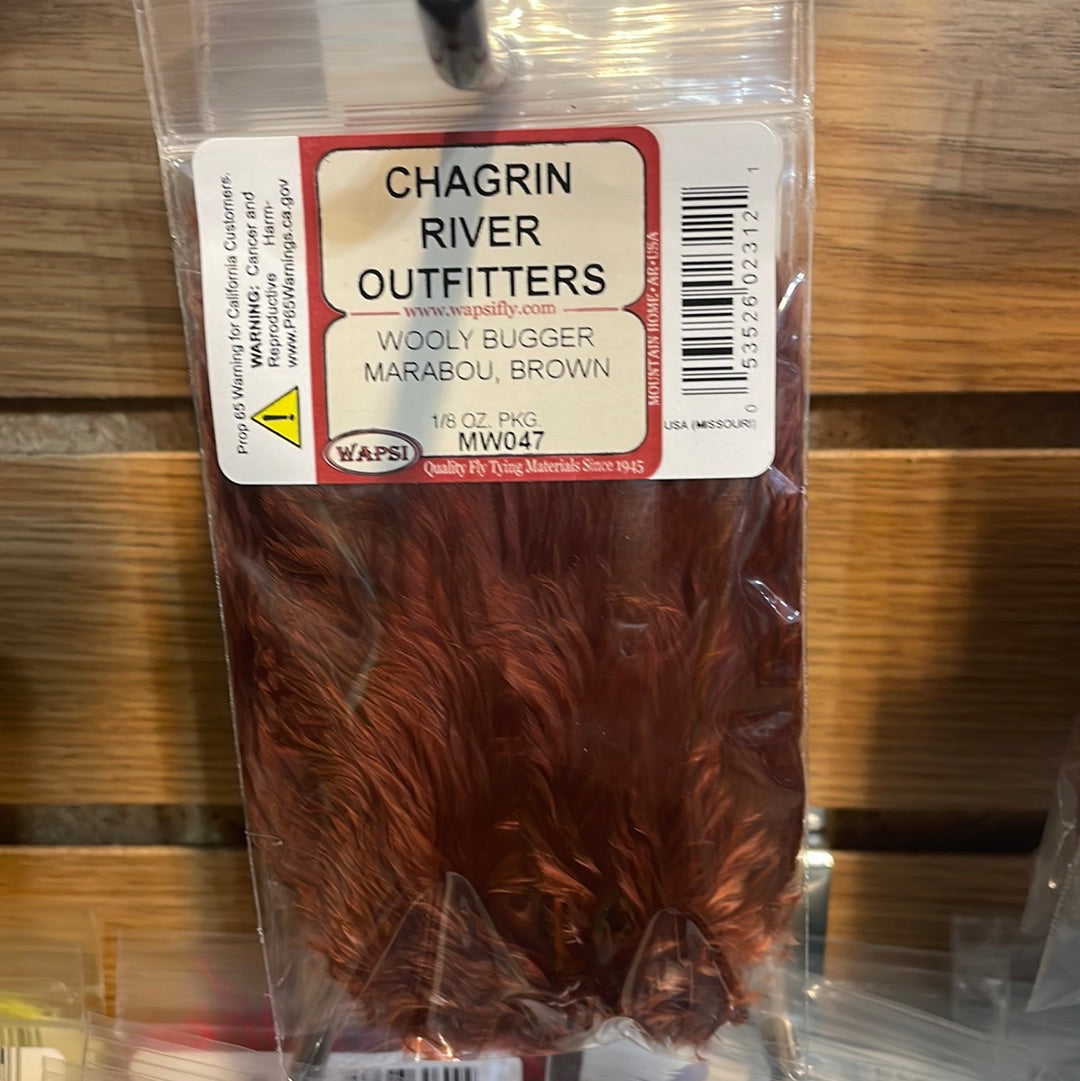 CHAGRIN
RIVER
OUTFITTERS
www.wapsifly.com
WOOLY BUGGER
MARABOU, BROWN
1/8 OZ. PKG.
MW047
WAPSI
Quality Fly Tying Materials Since 1945
MOUNTAIN HOME•AR•USA
Prop 65 Warning for California Customers.
WARNING: Cancer and
Reproductive Harm-
www.P65Warnings.ca.gov
!
0 53526 02312 1
USA (MISSOURI)